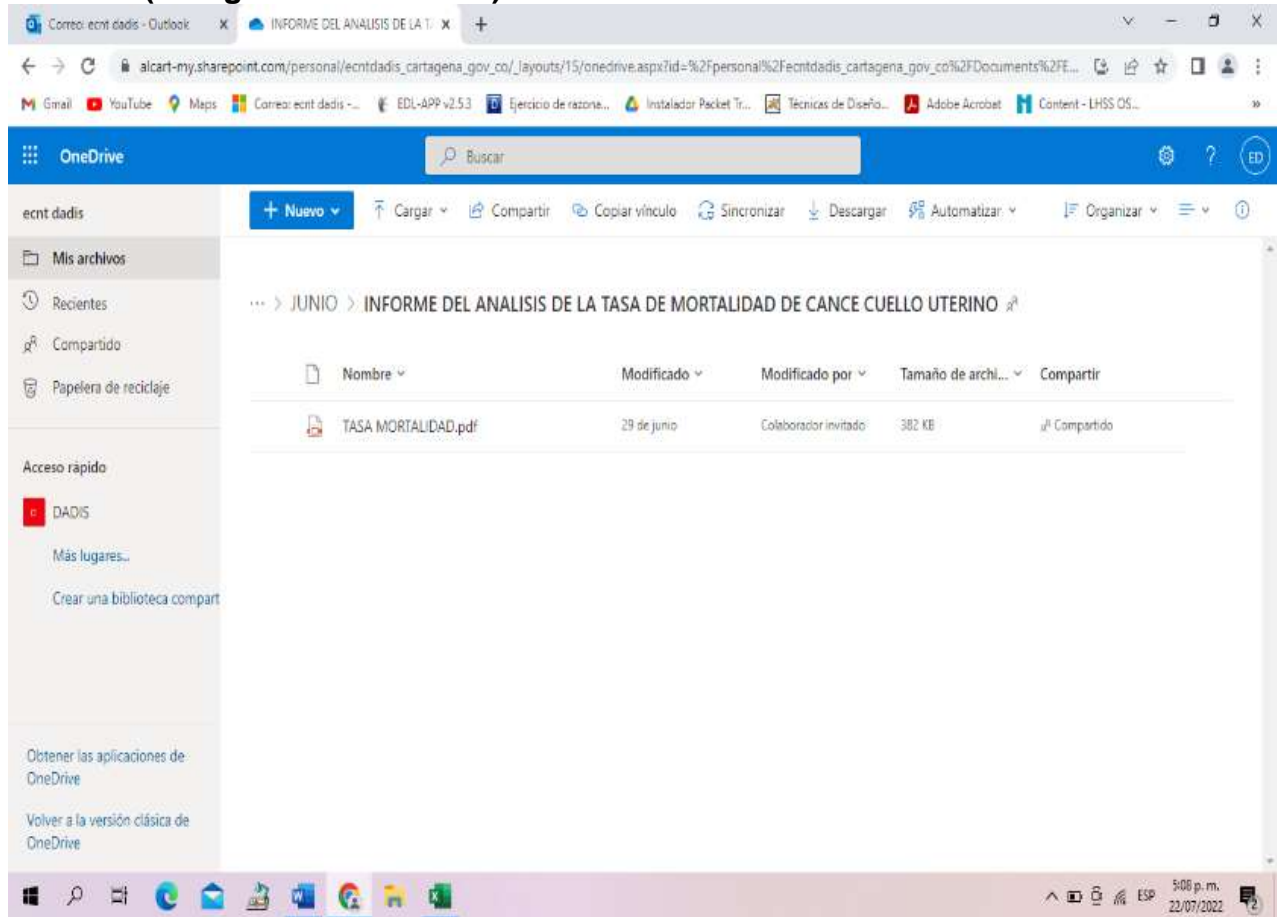 Correo: ecnt dadis - Outlook
INFORME DEL ANALISIS DE LA T
alcart-my.sharepoint.com/personal/ecntdadis_cartagena_gov_co/_layouts/15/onedrive.aspx?id=%2Fpersonal%2Fecntdadis_cartagena_gov_co%2FDocuments%2FE...
Gmail YouTube Maps Correo: ecnt dadis -... EDL-APP v2.53 Ejercicio de razona... Instalador Packet Tr... Técnicas de Diseño... Adobe Acrobat Content - LHSS OS...
OneDrive
Buscar
ED
ecnt dadis
Nuevo Cargar Compartir Copiar vínculo Sincronizar Descargar Automatizar Organizar
Mis archivos
Recientes
Compartido
Papelera de reciclaje
Acceso rápido
DADIS
Más lugares...
Crear una biblioteca compart
Obtener las aplicaciones de
OneDrive
Volver a la versión clásica de
OneDrive
... > JUNIO > INFORME DEL ANALISIS DE LA TASA DE MORTALIDAD DE CANCE CUELLO UTERINO
Nombre Modificado Modificado por Tamaño de archi... Compartir
TASA MORTALIDAD.pdf 29 de junio Colaborador invitado 382 KB Compartido
ESP
5:08 p. m.
22/07/2022
2